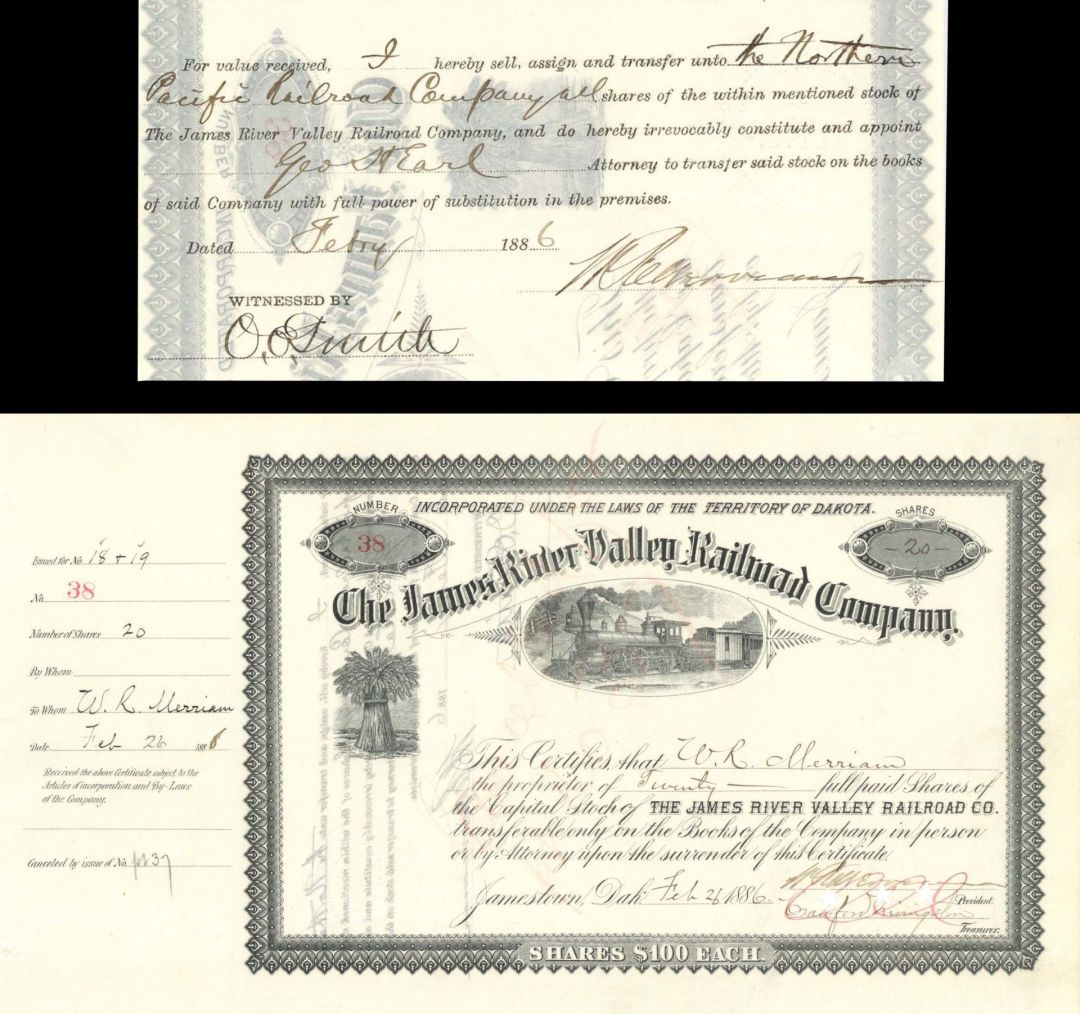 For value received, I hereby sell, assign and transfer unto the Northern
Pacific Railroad Company all shares of the within mentioned stock of
The James River Valley Railroad Company, and do hereby irrevocably constitute and appoint
Geo H Earl Attorney to transfer said stock on the books
of said Company with full power of substitution in the premises.
Dated Febry 1886
WITNESSED BY
O, O, Smith
INCORPORATED UNDER THE LAWS OF THE TERRITORY OF DAKOTA.
NUMBER
38
SHARES
-20-
The James River Valley Railroad Company.
Issued for No. 18 + 19
No. 38
Number of Shares 20
By Whom
To Whom W. R. Merriam
Date Feb 26 1886
Received the above Certificate subject to the
Articles of incorporation and By-Laws
of the Company.
Canceled by issue of No.
This Certifies that W. R. Merriam
the proprietor of Twenty full paid Shares of
the Capital Stock of THE JAMES RIVER VALLEY RAILROAD CO.
transferable only on the Books of the Company in person
or by Attorney upon the surrender of this Certificate.
Jamestown, Dak. Feb 26 1886.
President.
Crawford Livingston
Treasurer.
SHARES $100 EACH.